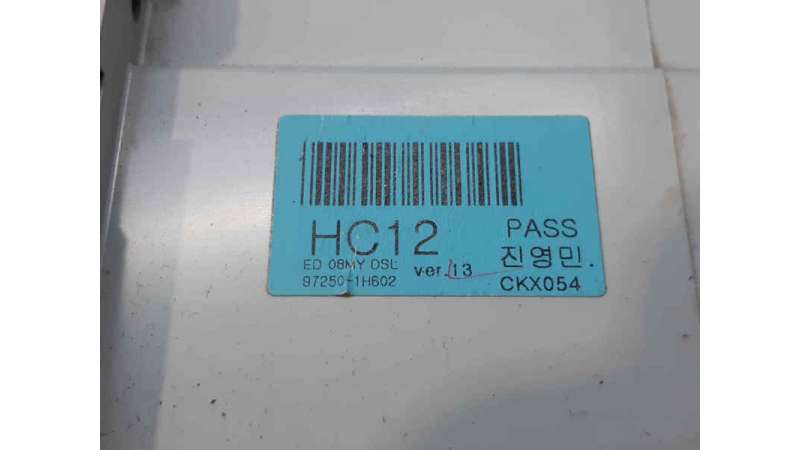 HC12
PASS
ED 08MY DSL
ver.13
진영민.
97250-1H602
CKX054